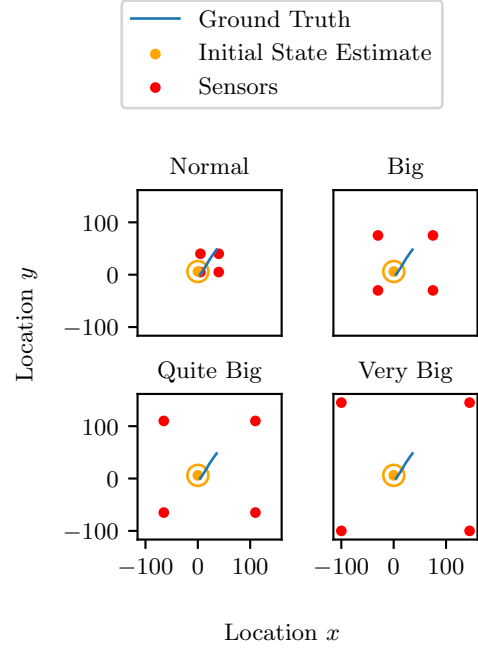 Ground Truth
Initial State Estimate
Sensors
Normal
Big
100
0
−100
Location y
Quite Big
Very Big
100
0
−100
−100 0 100
−100 0 100
Location x